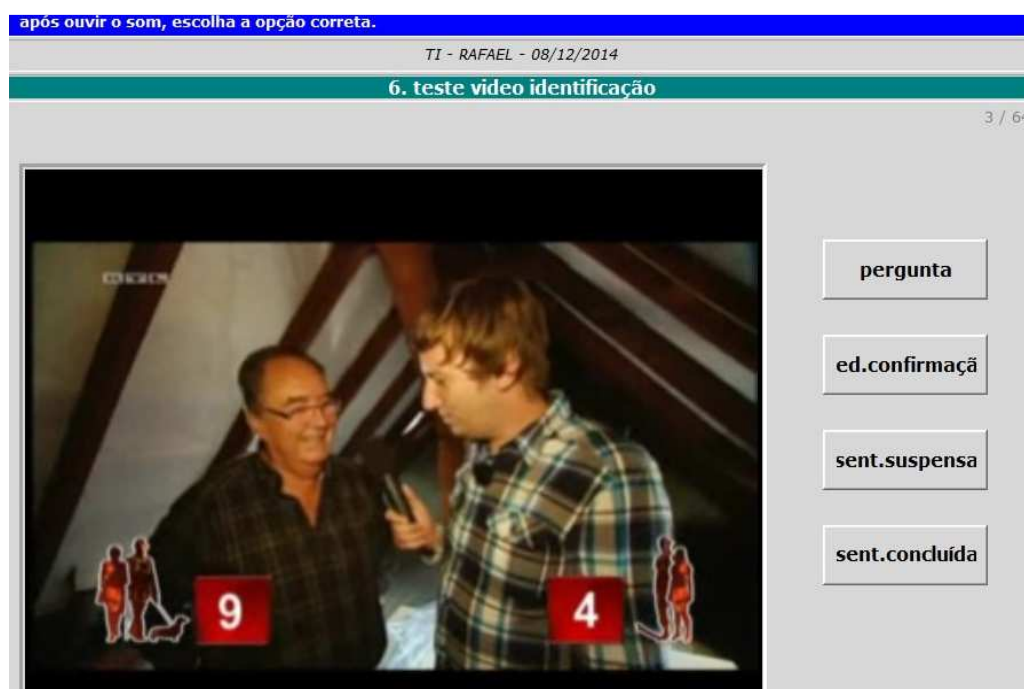 após ouvir o som, escolha a opção correta.
TI - RAFAEL - 08/12/2014
6. teste video identificação
3 / 64
pergunta
ed.confirmaçã
sent.suspensa
sent.concluída
9
4